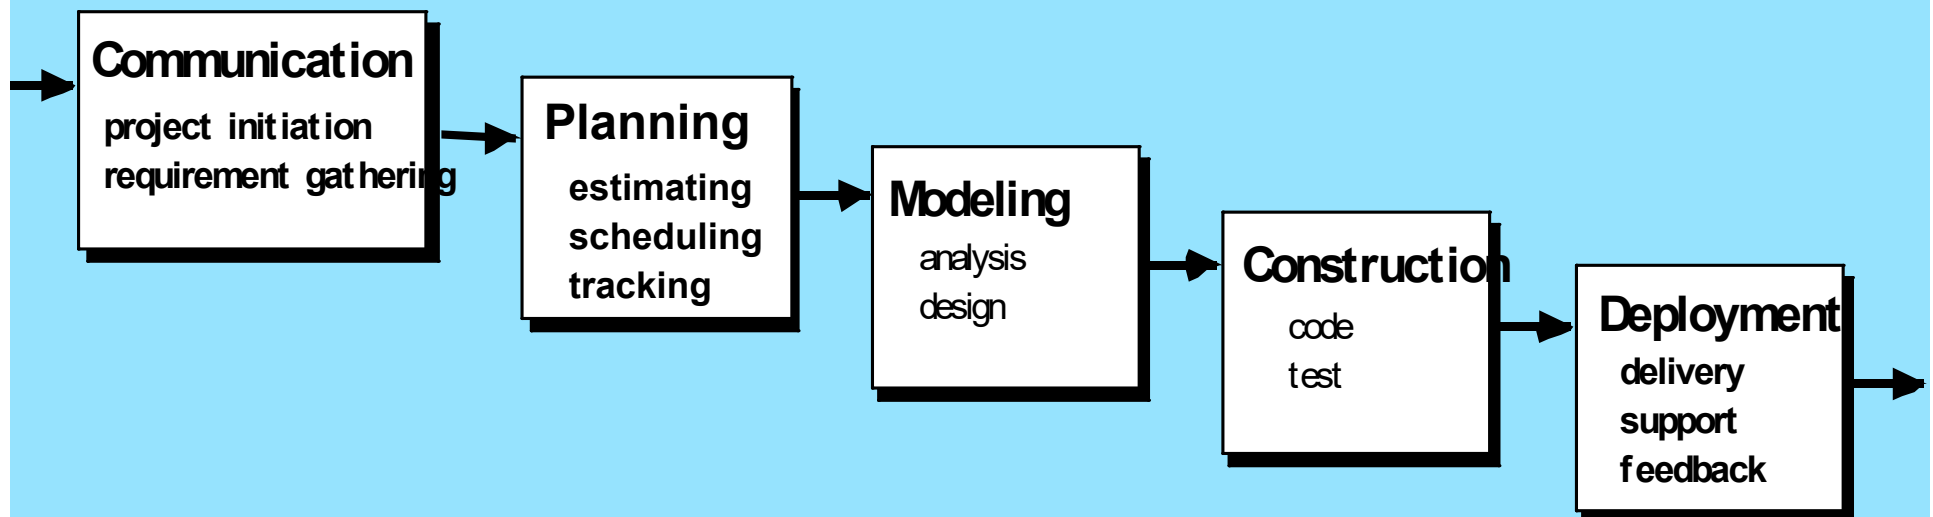 Communication
project initiation
requirement gathering
Planning
estimating
scheduling
tracking
Modeling
analysis
design
Construction
code
test
Deployment
delivery
support
feedback